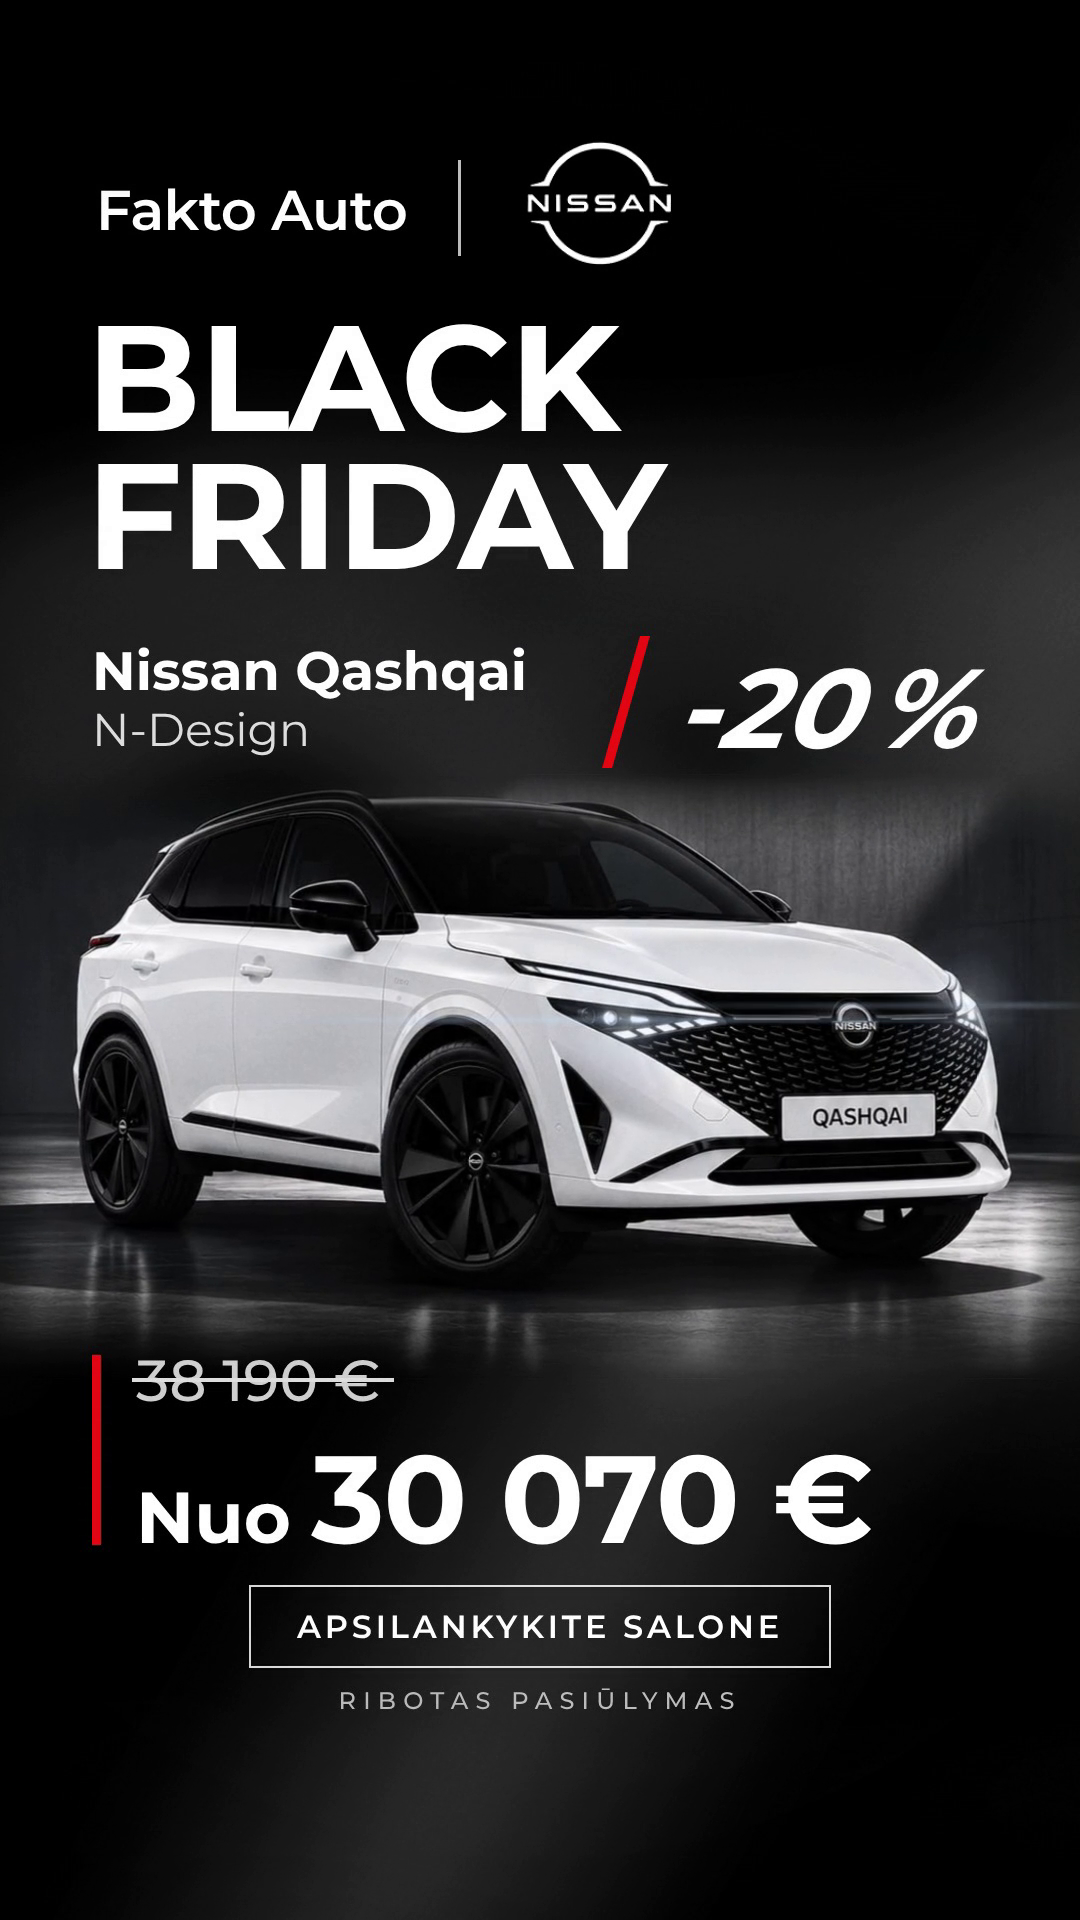 Fakto Auto
NISSAN
BLACK
FRIDAY
Nissan Qashqai
N-Design
-20 %
NISSAN
QASHQAI
38 190 €
Nuo 30 070 €
APSILANKYKITE SALONE
RIBOTAS PASIŪLYMAS